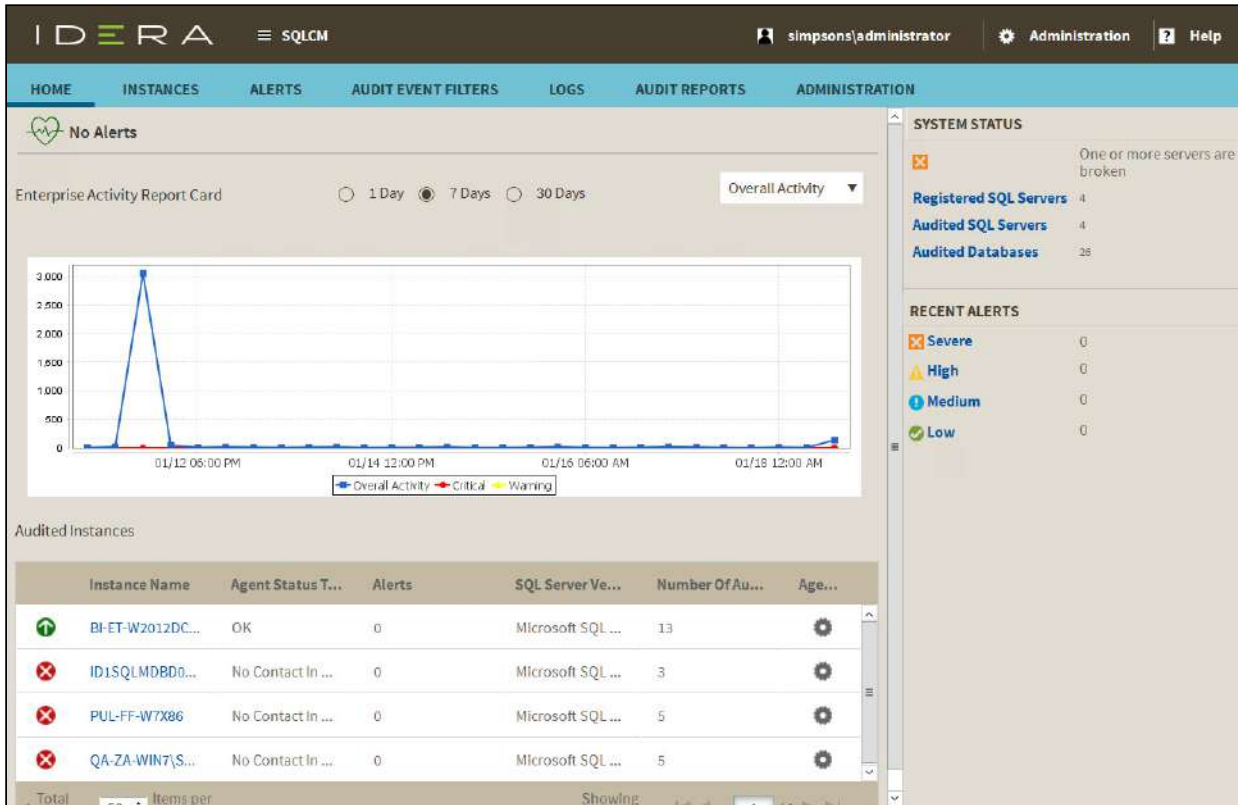 IDERA ≡ SQLCM simpsons\administrator Administration ? Help
HOME INSTANCES ALERTS AUDIT EVENT FILTERS LOGS AUDIT REPORTS ADMINISTRATION
No Alerts
Enterprise Activity Report Card 1 Day 7 Days 30 Days Overall Activity ▼
3,000
2,500
2,000
1,500
1,000
500
0
01/12 06:00 PM 01/14 12:00 PM 01/16 06:00 AM 01/18 12:00 AM
Overall Activity Critical Warning
Audited Instances
Instance Name Agent Status T... Alerts SQL Server Ve... Number Of Au... Age...
BI-ET-W2012DC... OK 0 Microsoft SQL ... 13
ID1SQLMDBD0... No Contact In ... 0 Microsoft SQL ... 3
PUL-FF-W7X86 No Contact In ... 0 Microsoft SQL ... 5
QA-ZA-WIN7\S... No Contact In ... 0 Microsoft SQL ... 5
Total Items per Showing
SYSTEM STATUS
One or more servers are
broken
Registered SQL Servers 4
Audited SQL Servers 4
Audited Databases 26
RECENT ALERTS
Severe 0
High 0
Medium 0
Low 0